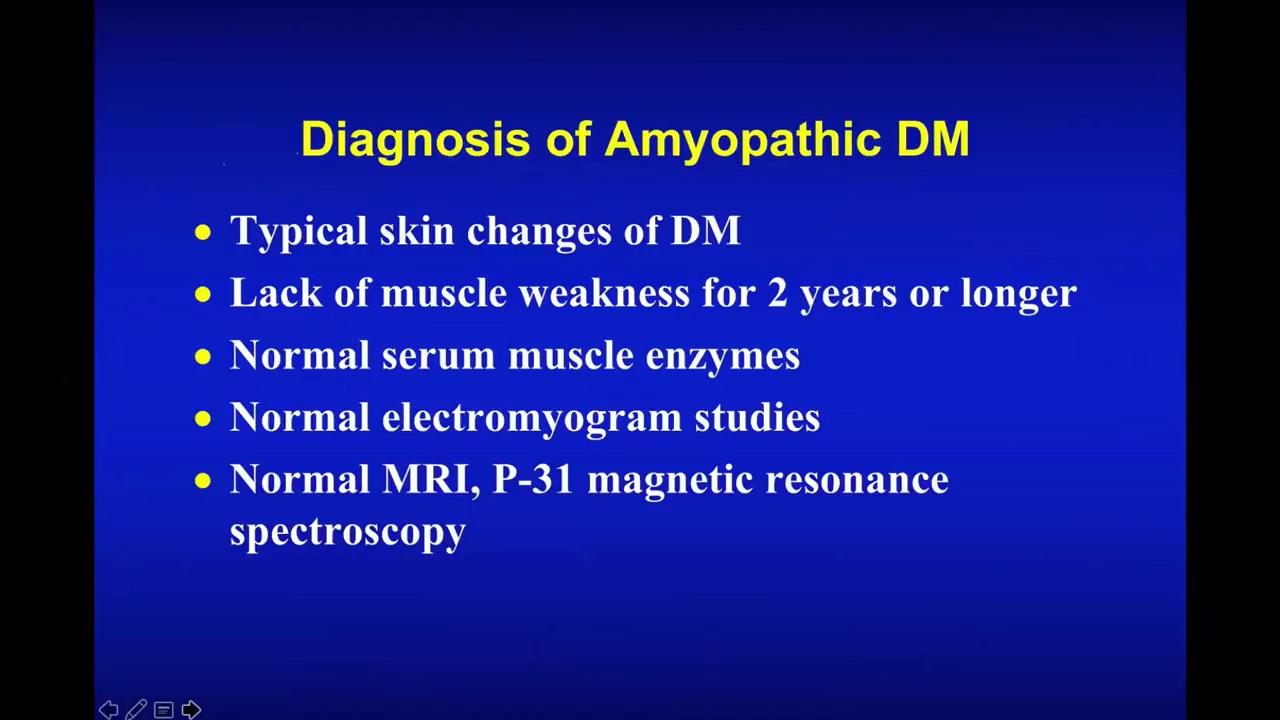 Diagnosis of Amyopathic DM
• Typical skin changes of DM
• Lack of muscle weakness for 2 years or longer
• Normal serum muscle enzymes
• Normal electromyogram studies
• Normal MRI, P-31 magnetic resonance
spectroscopy